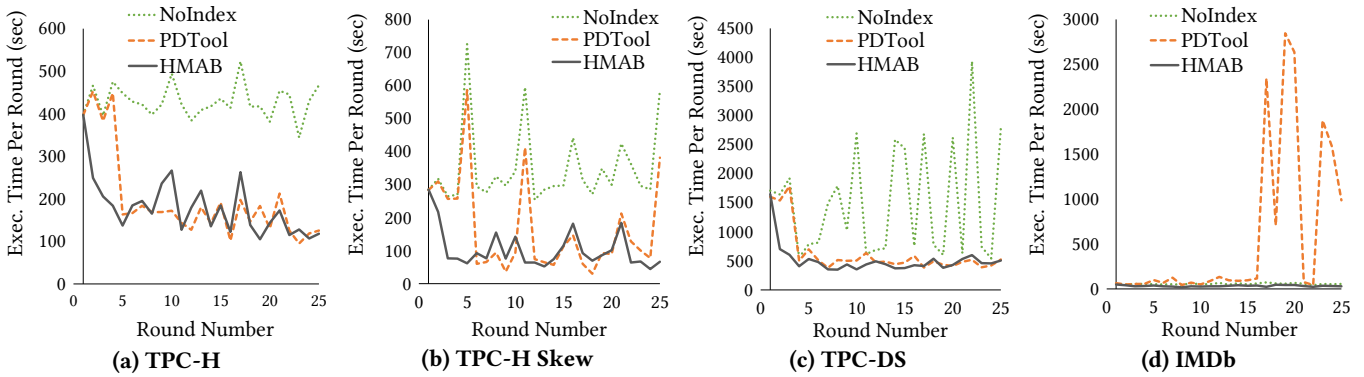 Exec. Time Per Round (sec)
600
500
400
300
200
100
0
NoIndex
PDTool
HMAB
0 5 10 15 20 25
Round Number
(a) TPC-H
Exec. Time Per Round (sec)
800
700
600
500
400
300
200
100
0
NoIndex
PDTool
HMAB
0 5 10 15 20 25
Round Number
(b) TPC-H Skew
Exec. Time Per Round (sec)
4500
4000
3500
3000
2500
2000
1500
1000
500
0
NoIndex
PDTool
HMAB
0 5 10 15 20 25
Round Number
(c) TPC-DS
Exec. Time Per Round (sec)
3000
2500
2000
1500
1000
500
0
NoIndex
PDTool
HMAB
0 5 10 15 20 25
Round Number
(d) IMDb